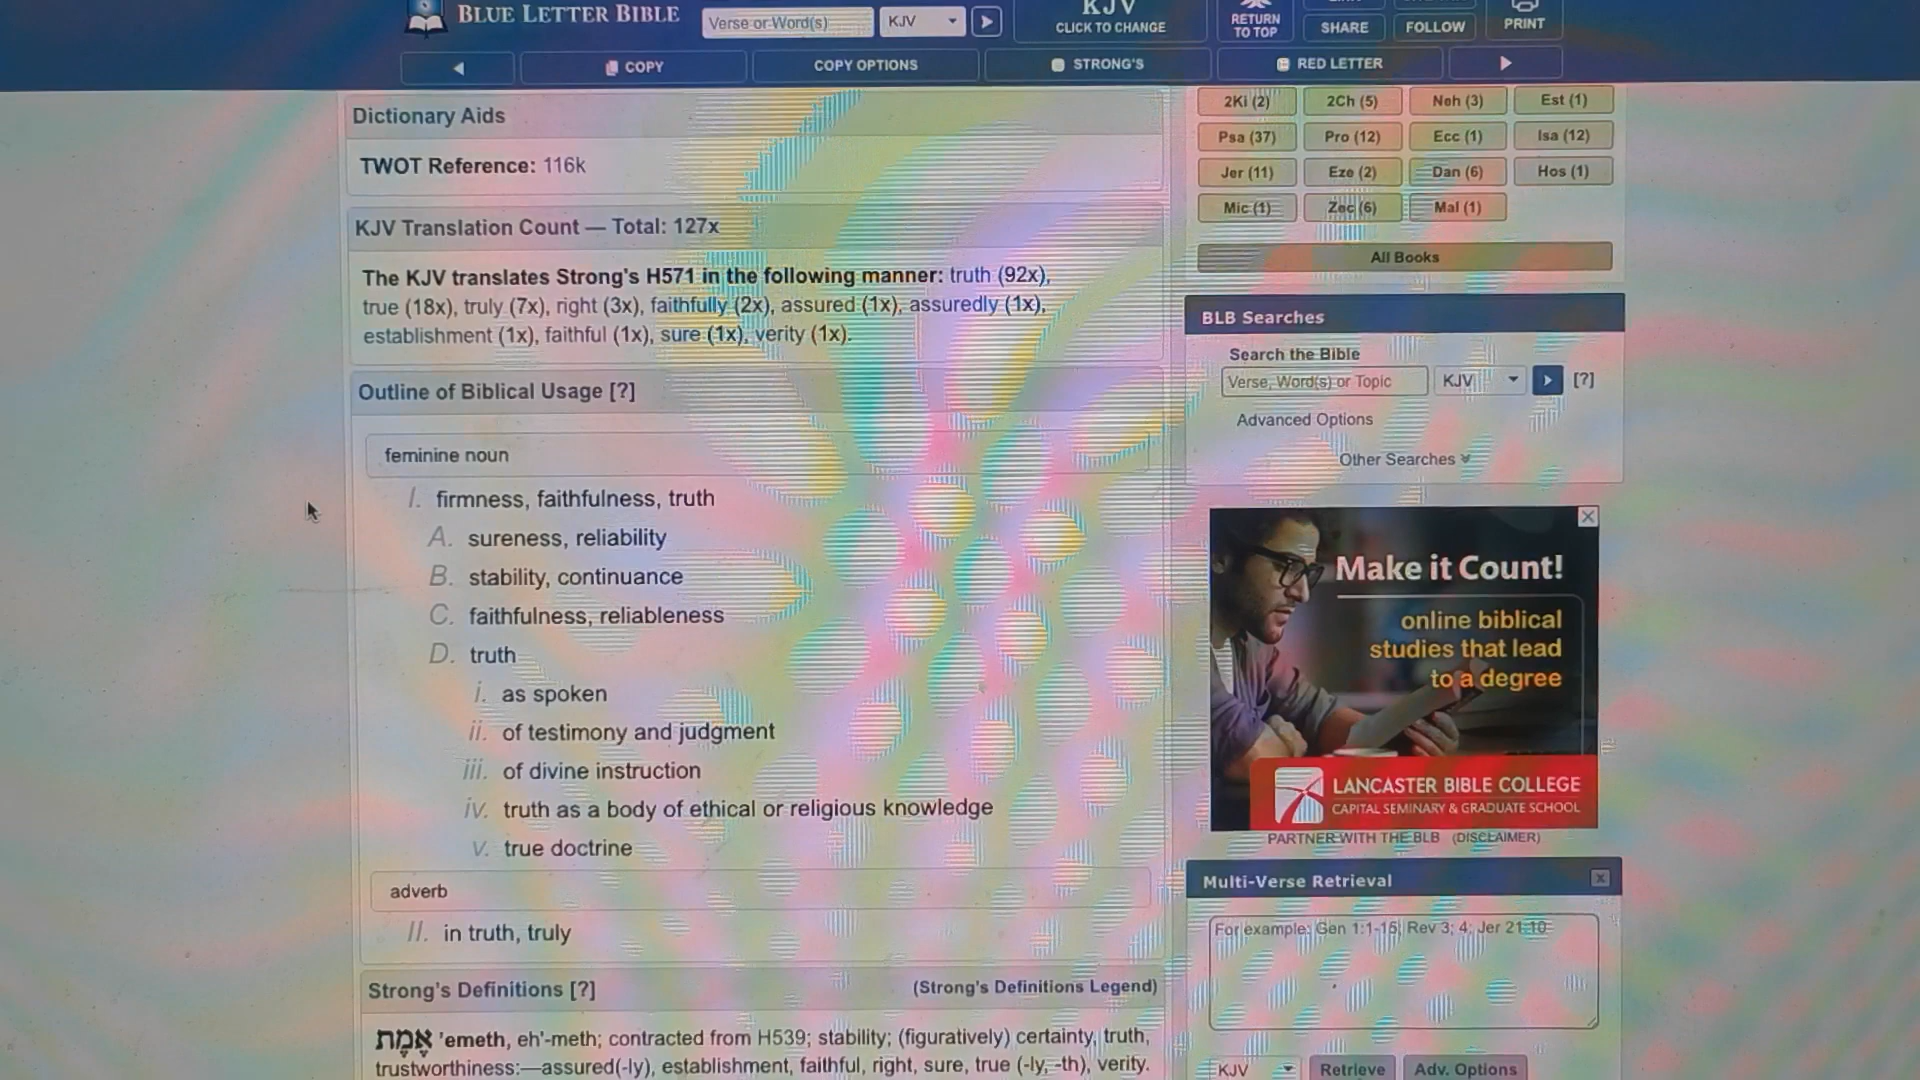 BLUE LETTER BIBLE
Verse or Word(s)
KJV
KJV
CLICK TO CHANGE
RETURN
TO TOP
SHARE
FOLLOW
PRINT
COPY
COPY OPTIONS
STRONG'S
RED LETTER
Dictionary Aids
TWOT Reference: 116k
KJV Translation Count — Total: 127x
The KJV translates Strong's H571 in the following manner: truth (92x),
true (18x), truly (7x), right (3x), faithfully (2x), assured (1x), assuredly (1x),
establishment (1x), faithful (1x), sure (1x), verity (1x).
Outline of Biblical Usage [?]
feminine noun
I. firmness, faithfulness, truth
A. sureness, reliability
B. stability, continuance
C. faithfulness, reliableness
D. truth
i. as spoken
ii. of testimony and judgment
iii. of divine instruction
iv. truth as a body of ethical or religious knowledge
v. true doctrine
adverb
II. in truth, truly
Strong's Definitions [?] (Strong's Definitions Legend)
אֶמֶת 'emeth, eh'-meth; contracted from H539; stability; (figuratively) certainty, truth,
trustworthiness:—assured(-ly), establishment, faithful, right, sure, true (-ly, -th), verity.
2Ki (2) 2Ch (5) Neh (3) Est (1)
Psa (37) Pro (12) Ecc (1) Isa (12)
Jer (11) Eze (2) Dan (6) Hos (1)
Mic (1) Zec (6) Mal (1)
All Books
BLB Searches
Search the Bible
Verse, Word(s) or Topic
KJV
[?]
Advanced Options
Other Searches
Make it Count!
online biblical
studies that lead
to a degree
LANCASTER BIBLE COLLEGE
CAPITAL SEMINARY & GRADUATE SCHOOL
PARTNER WITH THE BLB (DISCLAIMER)
Multi-Verse Retrieval
x
For example: Gen 1:1-15; Rev 3; 4; Jer 21:10
KJV
Retrieve
Adv. Options